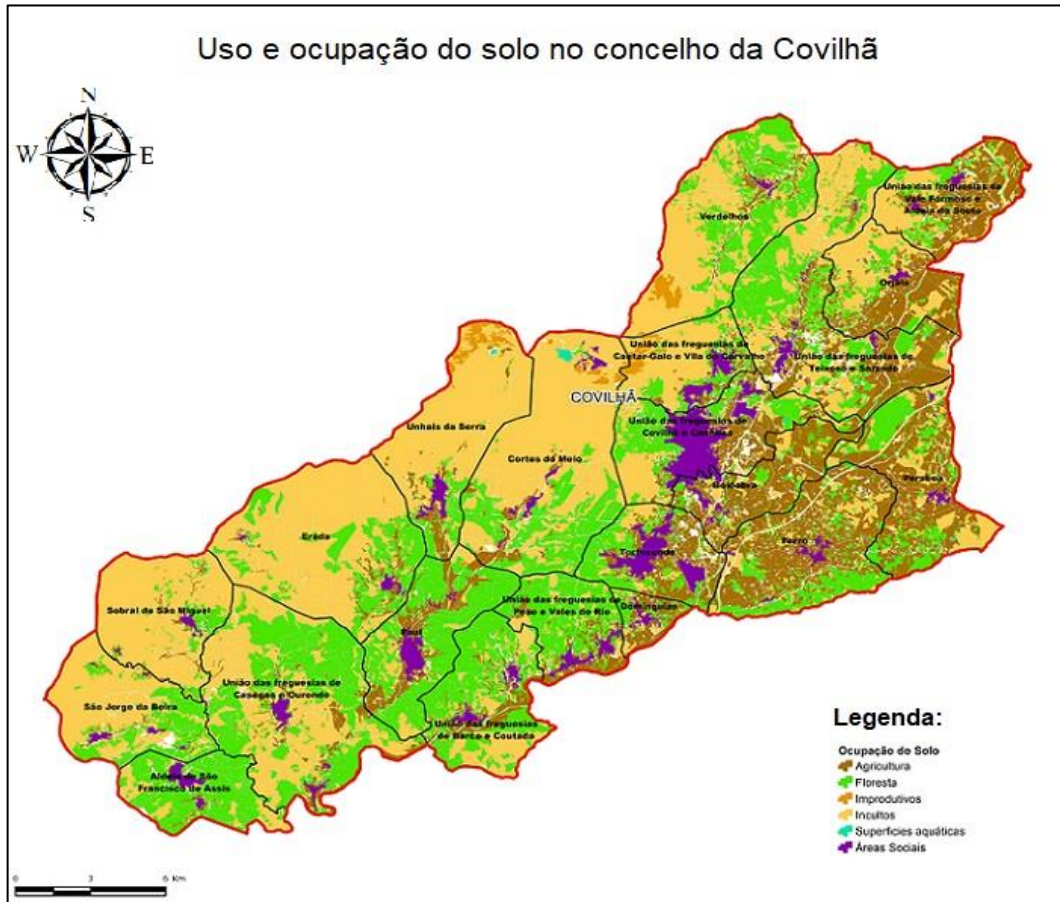 Uso e ocupação do solo no concelho da Covilhã
N
W
E
S
União das freguesias de
Vale Formoso e
Aldeia do Souto
Verdelhos
Orjais
União das freguesias de
Cantar-Galo e Vila do Carvalho
União das freguesias de
Teixoso e Sarzedo
COVILHÃ
União das freguesias de
Covilhã e Canhoso
Unhais da Serra
Cortes do Meio
Boidobra
Peraboa
Ferro
Erada
Tortosendo
União das freguesias de
Peso e Vales do Rio
Dominguizo
Sobral de São Miguel
Paul
União das freguesias de
Casegas e Ourondo
São Jorge da Beira
União das freguesias
de Barco e Coutada
Aldeia de São
Francisco de Assis
Legenda:
Ocupação de Solo
Agricultura
Floresta
Improdutivos
Incultos
Superfícies aquáticas
Áreas Sociais
0 3 6 Km